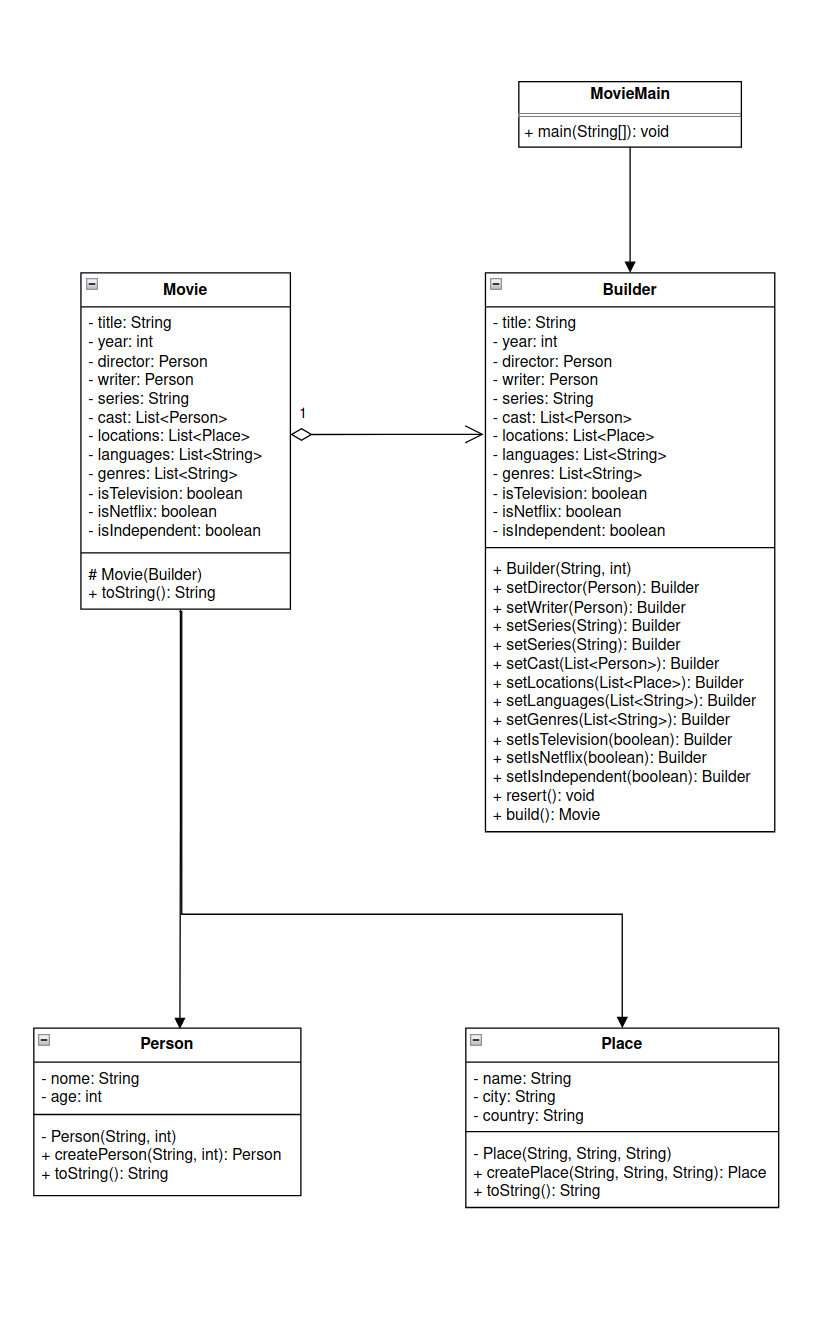 MovieMain
+ main(String[]): void
Movie
- title: String
- year: int
- director: Person
- writer: Person
- series: String
- cast: List<Person>
- locations: List<Place>
- languages: List<String>
- genres: List<String>
- isTelevision: boolean
- isNetflix: boolean
- isIndependent: boolean
# Movie(Builder)
+ toString(): String
1
Builder
- title: String
- year: int
- director: Person
- writer: Person
- series: String
- cast: List<Person>
- locations: List<Place>
- languages: List<String>
- genres: List<String>
- isTelevision: boolean
- isNetflix: boolean
- isIndependent: boolean
+ Builder(String, int)
+ setDirector(Person): Builder
+ setWriter(Person): Builder
+ setSeries(String): Builder
+ setSeries(String): Builder
+ setCast(List<Person>): Builder
+ setLocations(List<Place>): Builder
+ setLanguages(List<String>): Builder
+ setGenres(List<String>): Builder
+ setIsTelevision(boolean): Builder
+ setIsNetflix(boolean): Builder
+ setIsIndependent(boolean): Builder
+ resert(): void
+ build(): Movie
Person
- nome: String
- age: int
- Person(String, int)
+ createPerson(String, int): Person
+ toString(): String
Place
- name: String
- city: String
- country: String
- Place(String, String, String)
+ createPlace(String, String, String): Place
+ toString(): String